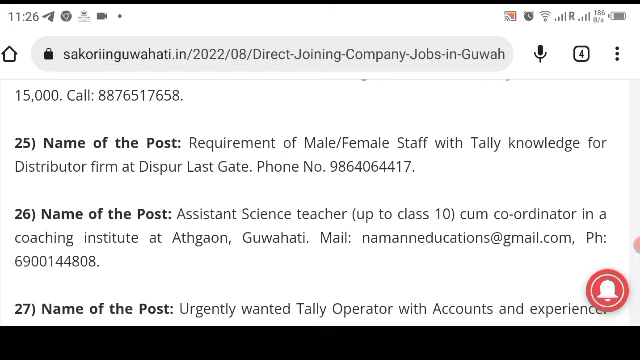 11:26
R
186
B/s
sakoriinguwahati.in/2022/08/Direct-Joining-Company-Jobs-in-Guwah
4
15,000. Call: 8876517658.
25) Name of the Post: Requirement of Male/Female Staff with Tally knowledge for
Distributor firm at Dispur Last Gate. Phone No. 9864064417.
26) Name of the Post: Assistant Science teacher (up to class 10) cum co-ordinator in a
coaching institute at Athgaon, Guwahati. Mail: namanneducations@gmail.com, Ph:
6900144808.
27) Name of the Post: Urgently wanted Tally Operator with Accounts and experience.